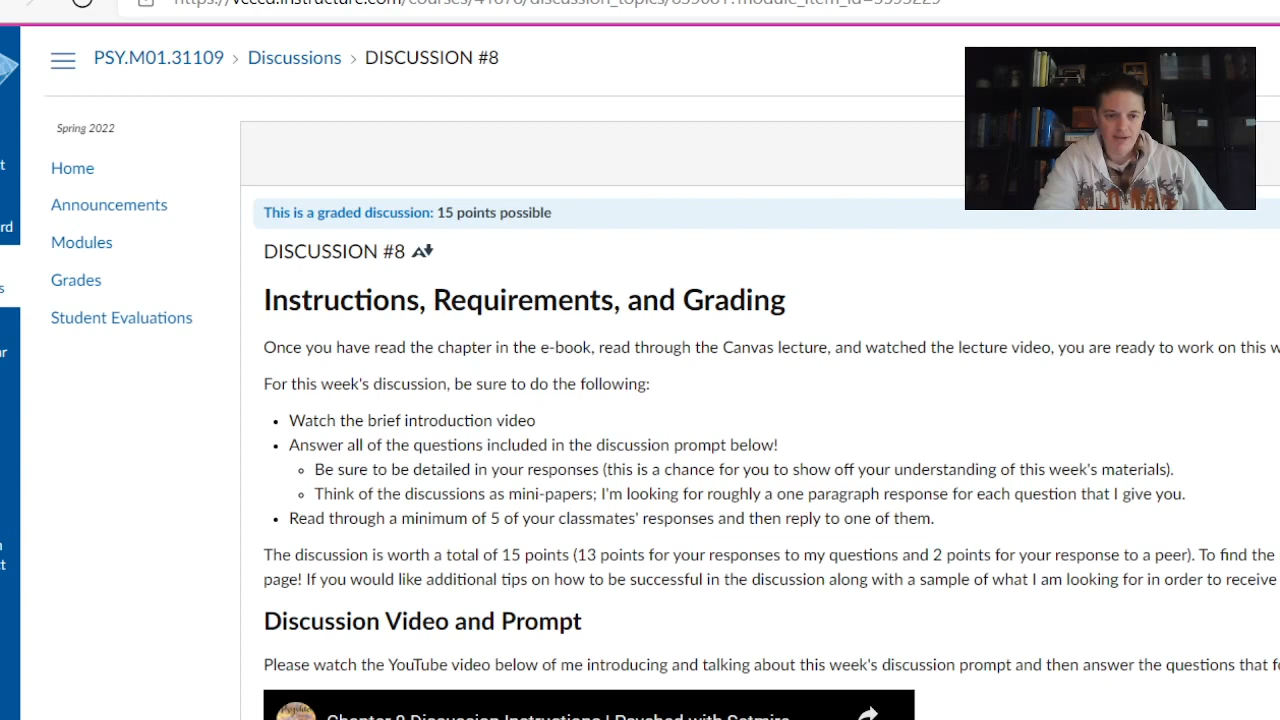 PSY.M01.31109 > Discussions > DISCUSSION #8
Spring 2022
Home
Announcements
Modules
Grades
Student Evaluations
This is a graded discussion: 15 points possible
DISCUSSION #8
Instructions, Requirements, and Grading
Once you have read the chapter in the e-book, read through the Canvas lecture, and watched the lecture video, you are ready to work on this w
For this week's discussion, be sure to do the following:
• Watch the brief introduction video
• Answer all of the questions included in the discussion prompt below!
◦ Be sure to be detailed in your responses (this is a chance for you to show off your understanding of this week's materials).
◦ Think of the discussions as mini-papers; I'm looking for roughly a one paragraph response for each question that I give you.
• Read through a minimum of 5 of your classmates' responses and then reply to one of them.
The discussion is worth a total of 15 points (13 points for your responses to my questions and 2 points for your response to a peer). To find the
page! If you would like additional tips on how to be successful in the discussion along with a sample of what I am looking for in order to receive
Discussion Video and Prompt
Please watch the YouTube video below of me introducing and talking about this week's discussion prompt and then answer the questions that fo